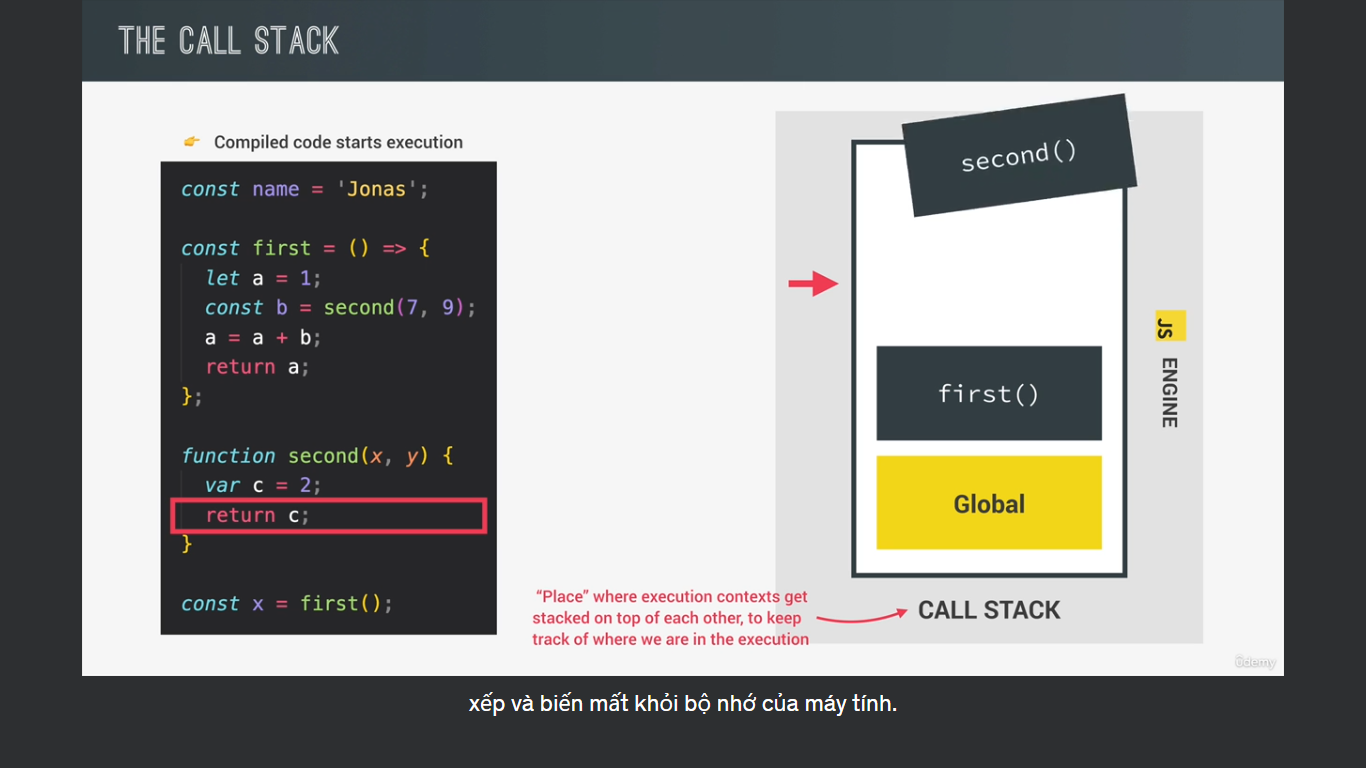 THE CALL STACK
👉 Compiled code starts execution
const name = 'Jonas';
const first = () => {
let a = 1;
const b = second(7, 9);
a = a + b;
return a;
};
function second(x, y) {
var c = 2;
return c;
}
const x = first();
second()
first()
Global
JS ENGINE
CALL STACK
“Place” where execution contexts get
stacked on top of each other, to keep
track of where we are in the execution
Udemy
xếp và biến mất khỏi bộ nhớ của máy tính.